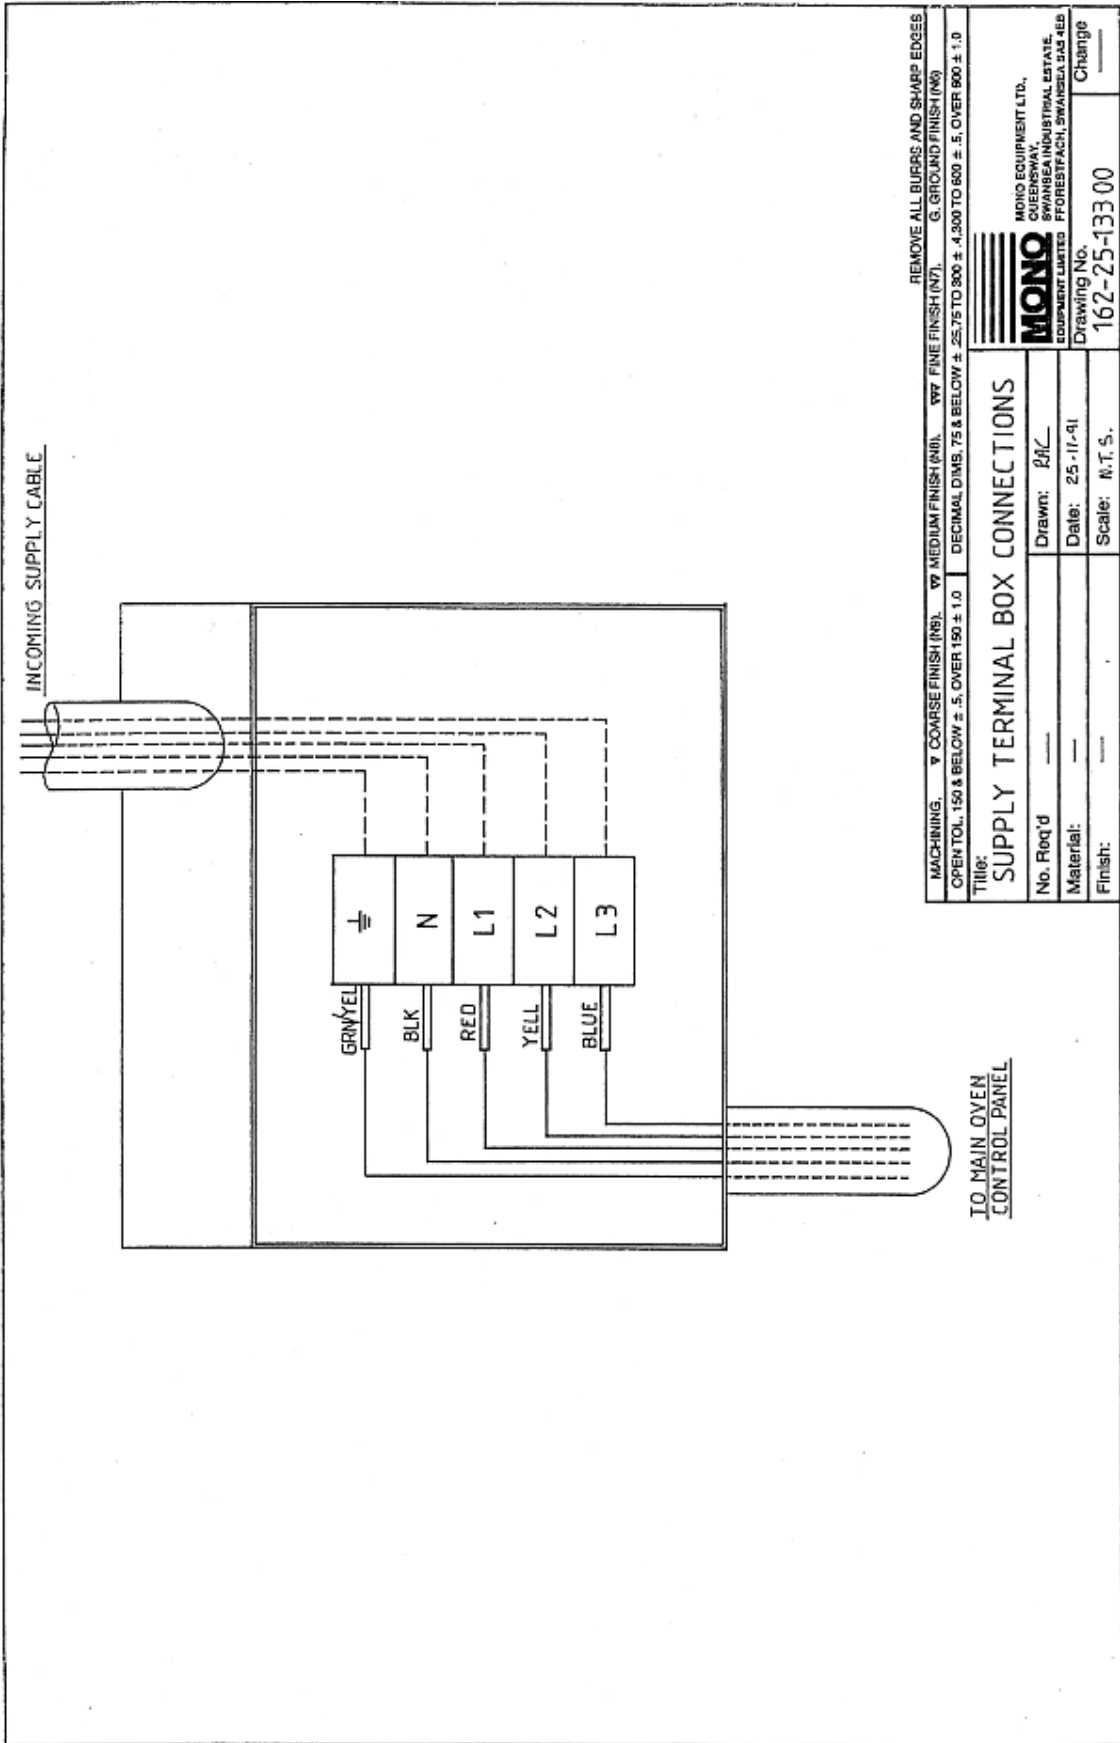 INCOMING SUPPLY CABLE
GRN/YEL
BLK
N
RED
L1
YELL
L2
BLUE
L3
TO MAIN OVEN
CONTROL PANEL
REMOVE ALL BURRS AND SHARP EDGES
MACHINING. ▽ COARSE FINISH (N9). ▽▽ MEDIUM FINISH (N8). ▽▽▽ FINE FINISH (N7). G. GROUND FINISH (N6)
OPEN TOL. 150 & BELOW ± .5, OVER 150 ± 1.0 DECIMAL DIMS. 75 & BELOW ± .25,75 TO 300 ± .4,300 TO 600 ± .5, OVER 600 ± 1.0
Title:
SUPPLY TERMINAL BOX CONNECTIONS
MONO
EQUIPMENT LIMITED
MONO EQUIPMENT LTD.,
QUEENSWAY,
SWANSEA INDUSTRIAL ESTATE,
FFORESTFACH, SWANSEA SA5 4EB
No. Req'd — Drawn:
Material: — Date: 25-11-91
Finish: — Scale: N.T.S.
Drawing No.
162-25-133 00
Change
—